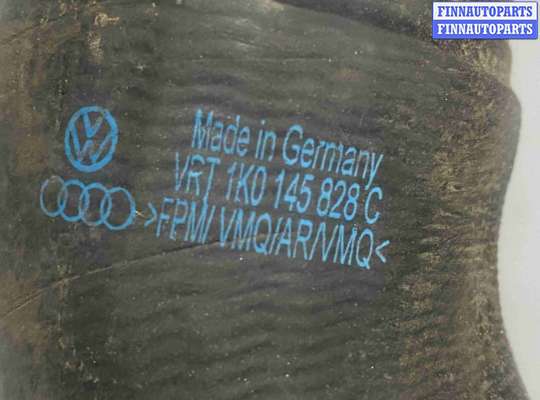 FINNAUTOPARTS
FINNAUTOPARTS
Made in Germany
VRT 1K0 145 828 C
>FPM/ VMQ/AR/VMQ<